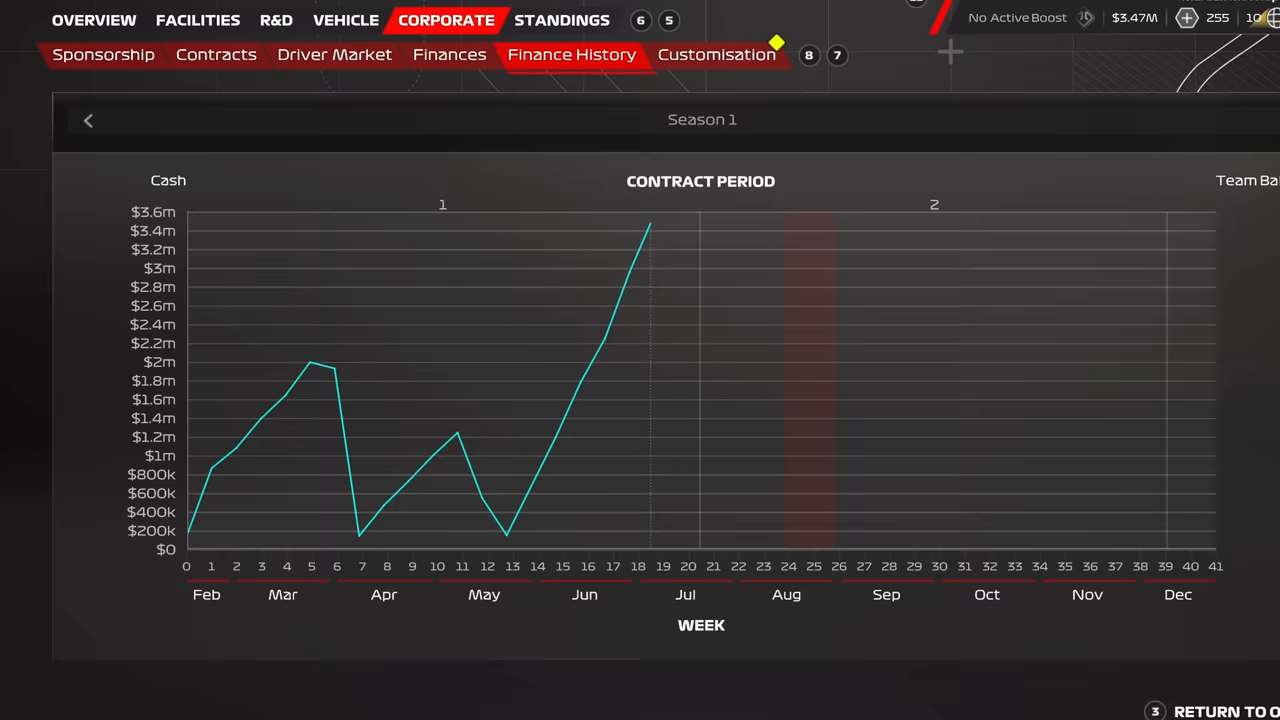 OVERVIEW FACILITIES R&D VEHICLE CORPORATE STANDINGS 6 5 No Active Boost $3.47M 255 10
Sponsorship Contracts Driver Market Finances Finance History Customisation 8 7
Season 1
Cash CONTRACT PERIOD Team Ba
1 2
$3.6m
$3.4m
$3.2m
$3m
$2.8m
$2.6m
$2.4m
$2.2m
$2m
$1.8m
$1.6m
$1.4m
$1.2m
$1m
$800k
$600k
$400k
$200k
$0
0 1 2 3 4 5 6 7 8 9 10 11 12 13 14 15 16 17 18 19 20 21 22 23 24 25 26 27 28 29 30 31 32 33 34 35 36 37 38 39 40 41
Feb Mar Apr May Jun Jul Aug Sep Oct Nov Dec
WEEK
3 RETURN TO O